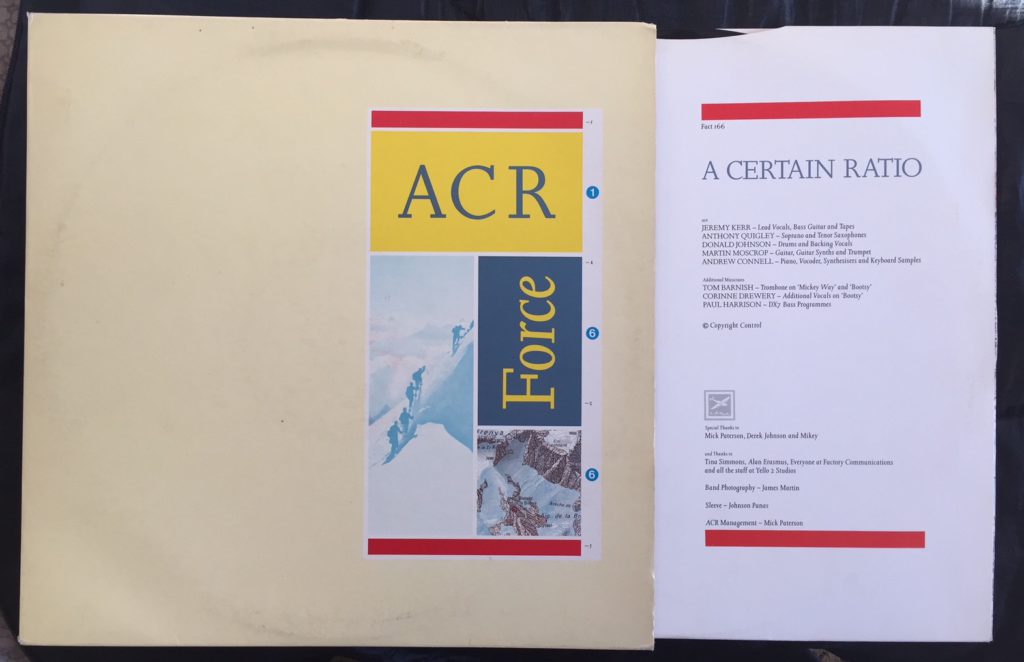 ACR
1
Force
6
6
Fact 166
A CERTAIN RATIO
are
JEREMY KERR – Lead Vocals, Bass Guitar and Tapes
ANTHONY QUIGLEY – Soprano and Tenor Saxophones
DONALD JOHNSON – Drums and Backing Vocals
MARTIN MOSCROP – Guitar, Guitar Synths and Trumpet
ANDREW CONNELL – Piano, Vocoder, Synthesisers and Keyboard Samples
Additional Musicians
TOM BARNISH – Trombone on 'Mickey Way' and 'Bootsy'
CORINNE DREWERY – Additional Vocals on 'Bootsy'
PAUL HARRISON – DX7 Bass Programmes
© Copyright Control
Special Thanks to
Mick Paterson, Derek Johnson and Mikey
and Thanks to
Tina Simmons, Alan Erasmus, Everyone at Factory Communications
and all the staff at Yello 2 Studios
Band Photography – James Martin
Sleeve – Johnson Panas
ACR Management – Mick Paterson